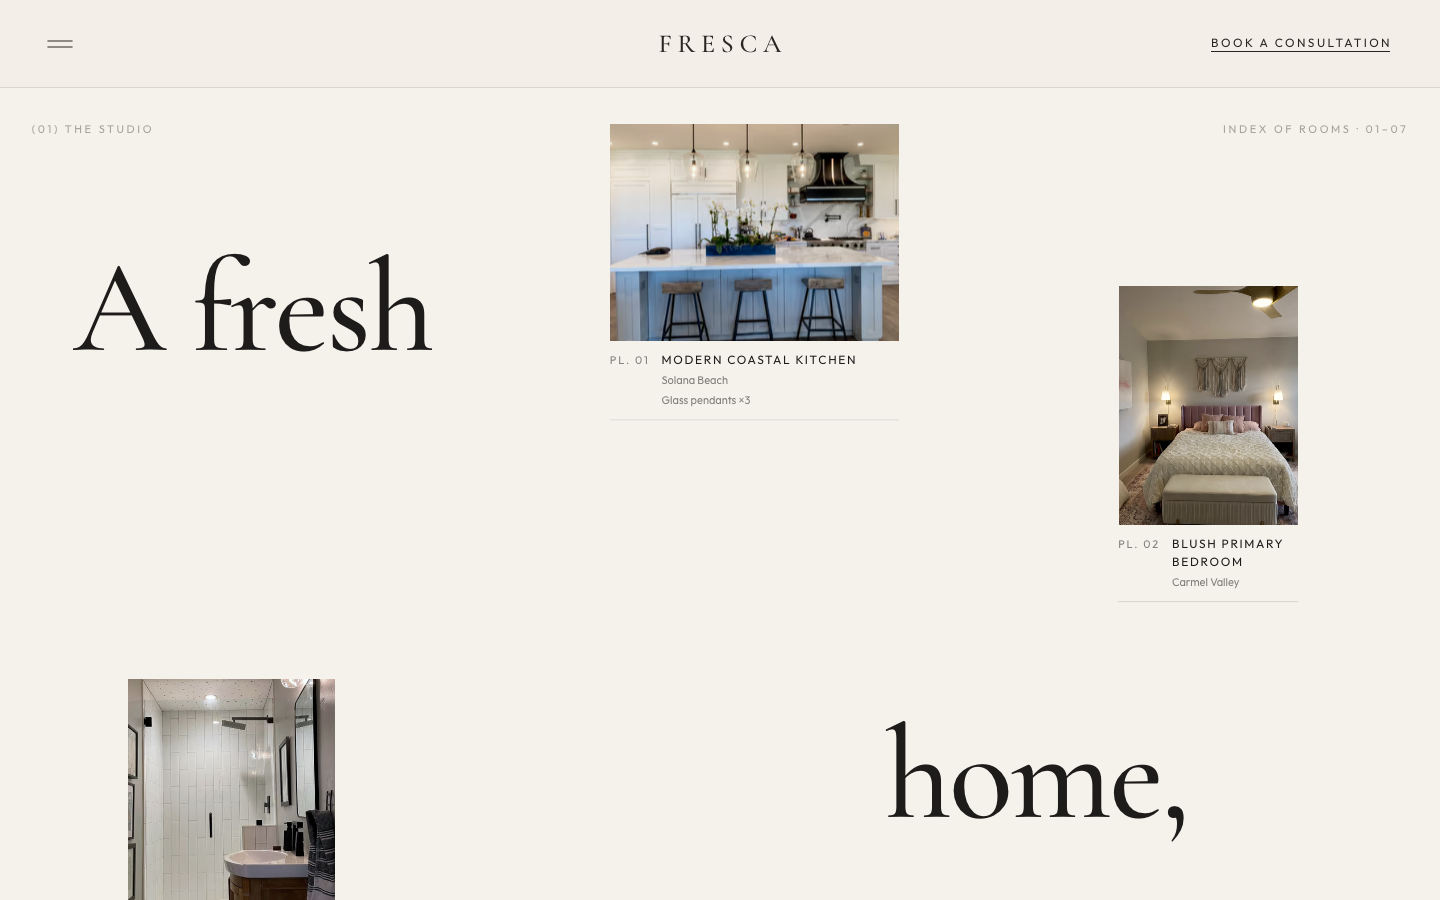 FRESCA
BOOK A CONSULTATION
(01) THE STUDIO
INDEX OF ROOMS · 01–07
A fresh
PL. 01 MODERN COASTAL KITCHEN
Solana Beach
Glass pendants ×3
PL. 02 BLUSH PRIMARY
BEDROOM
Carmel Valley
home,